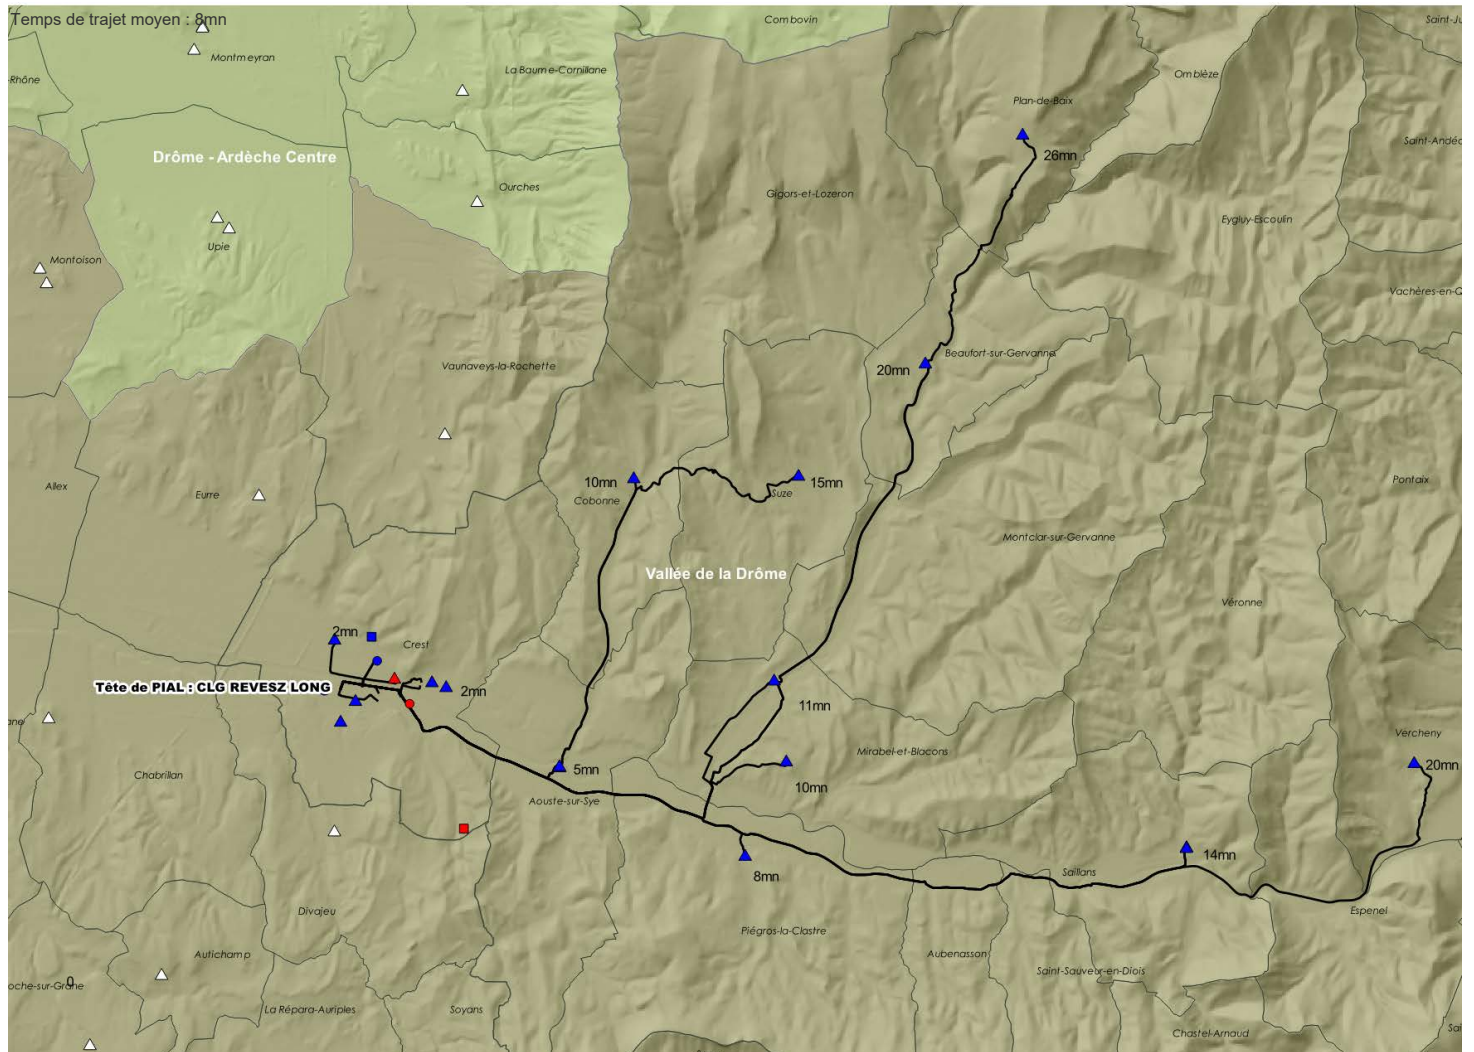 Temps de trajet moyen : 8mn
Combovin
Saint-Ju
Montmeyran
-Rhône
La Baume-Cornillane
Omblèze
Plan-de-Baix
Saint-Andéo
26mn
Drôme - Ardèche Centre
Ourches
Gigors-et-Lozeron
Eygluy-Escoulin
Upie
Montoison
Vachères-en-Q
Beaufort-sur-Gervanne
Vaunaveys-la-Rochette
20mn
10mn
15mn
Allex
Eurre
Cobonne
Suze
Pontaix
Montclar-sur-Gervanne
Vallée de la Drôme
Véronne
2mn
Crest
Tête de PIAL : CLG REVESZ LONG
2mn
11mn
ane
Vercheny
Mirabel-et-Blacons
20mn
5mn
Chabrillan
10mn
Aouste-sur-Sye
14mn
8mn
Saillans
Divajeu
Espenel
Piégros-la-Clastre
Autichamp
Aubenasson
Saint-Sauveur-en-Diois
oche-sur-Grane
0
La Répara-Auriples
Soyans
Chastel-Arnaud
Sai